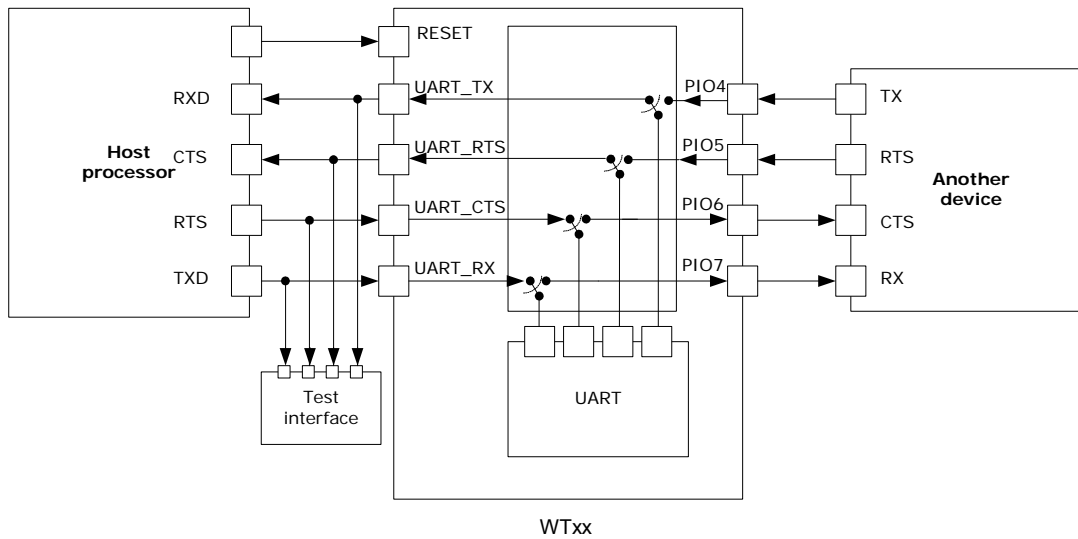 RESET
RXD
UART_TX
PIO4
TX
Host
processor
CTS
UART_RTS
PIO5
RTS
Another
device
RTS
UART_CTS
PIO6
CTS
TXD
UART_RX
PIO7
RX
Test
interface
UART
WTxx